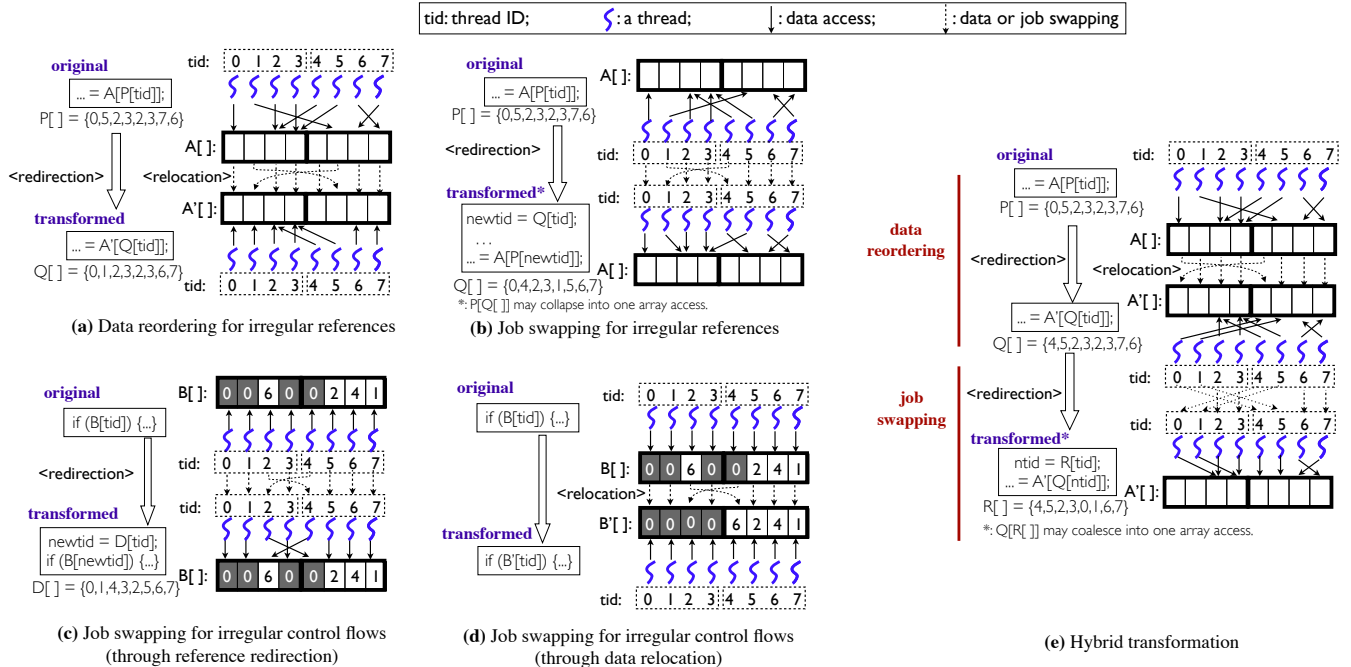 tid: thread ID; : a thread; : data access; : data or job swapping
original
... = A[P[tid]];
P[ ] = {0,5,2,3,2,3,7,6}
<redirection>
transformed
... = A'[Q[tid]];
Q[ ] = {0,1,2,3,2,3,6,7}
tid: 0 1 2 3 4 5 6 7
A[ ]:
<relocation>
A'[ ]:
tid: 0 1 2 3 4 5 6 7
(a) Data reordering for irregular references
original
... = A[P[tid]];
P[ ] = {0,5,2,3,2,3,7,6}
<redirection>
transformed*
newtid = Q[tid];
...
... = A[P[newtid]];
Q[ ] = {0,4,2,3,1,5,6,7}
*: P[Q[ ]] may collapse into one array access.
A[ ]:
tid: 0 1 2 3 4 5 6 7
0 1 2 3 4 5 6 7
A[ ]:
(b) Job swapping for irregular references
original
if (B[tid]) {...}
<redirection>
transformed
newtid = D[tid];
if (B[newtid]) {...}
D[ ] = {0,1,4,3,2,5,6,7}
B[ ]: 0 0 6 0 0 2 4 1
tid: 0 1 2 3 4 5 6 7
tid: 0 1 2 3 4 5 6 7
B[ ]: 0 0 6 0 0 2 4 1
(c) Job swapping for irregular control flows
(through reference redirection)
original
if (B[tid]) {...}
transformed
if (B'[tid]) {...}
tid: 0 1 2 3 4 5 6 7
B[ ]: 0 0 6 0 0 2 4 1
<relocation>
B'[ ]: 0 0 0 0 6 2 4 1
tid: 0 1 2 3 4 5 6 7
(d) Job swapping for irregular control flows
(through data relocation)
data
reordering
job
swapping
original
... = A[P[tid]];
P[ ] = {0,5,2,3,2,3,7,6}
<redirection>
... = A'[Q[tid]];
Q[ ] = {4,5,2,3,2,3,7,6}
<redirection>
transformed*
ntid = R[tid];
... = A'[Q[ntid]];
R[ ] = {4,5,2,3,0,1,6,7}
*: Q[R[ ]] may coalesce into one array access.
tid: 0 1 2 3 4 5 6 7
A[ ]:
<relocation>
A'[ ]:
tid: 0 1 2 3 4 5 6 7
tid: 0 1 2 3 4 5 6 7
A'[ ]:
(e) Hybrid transformation